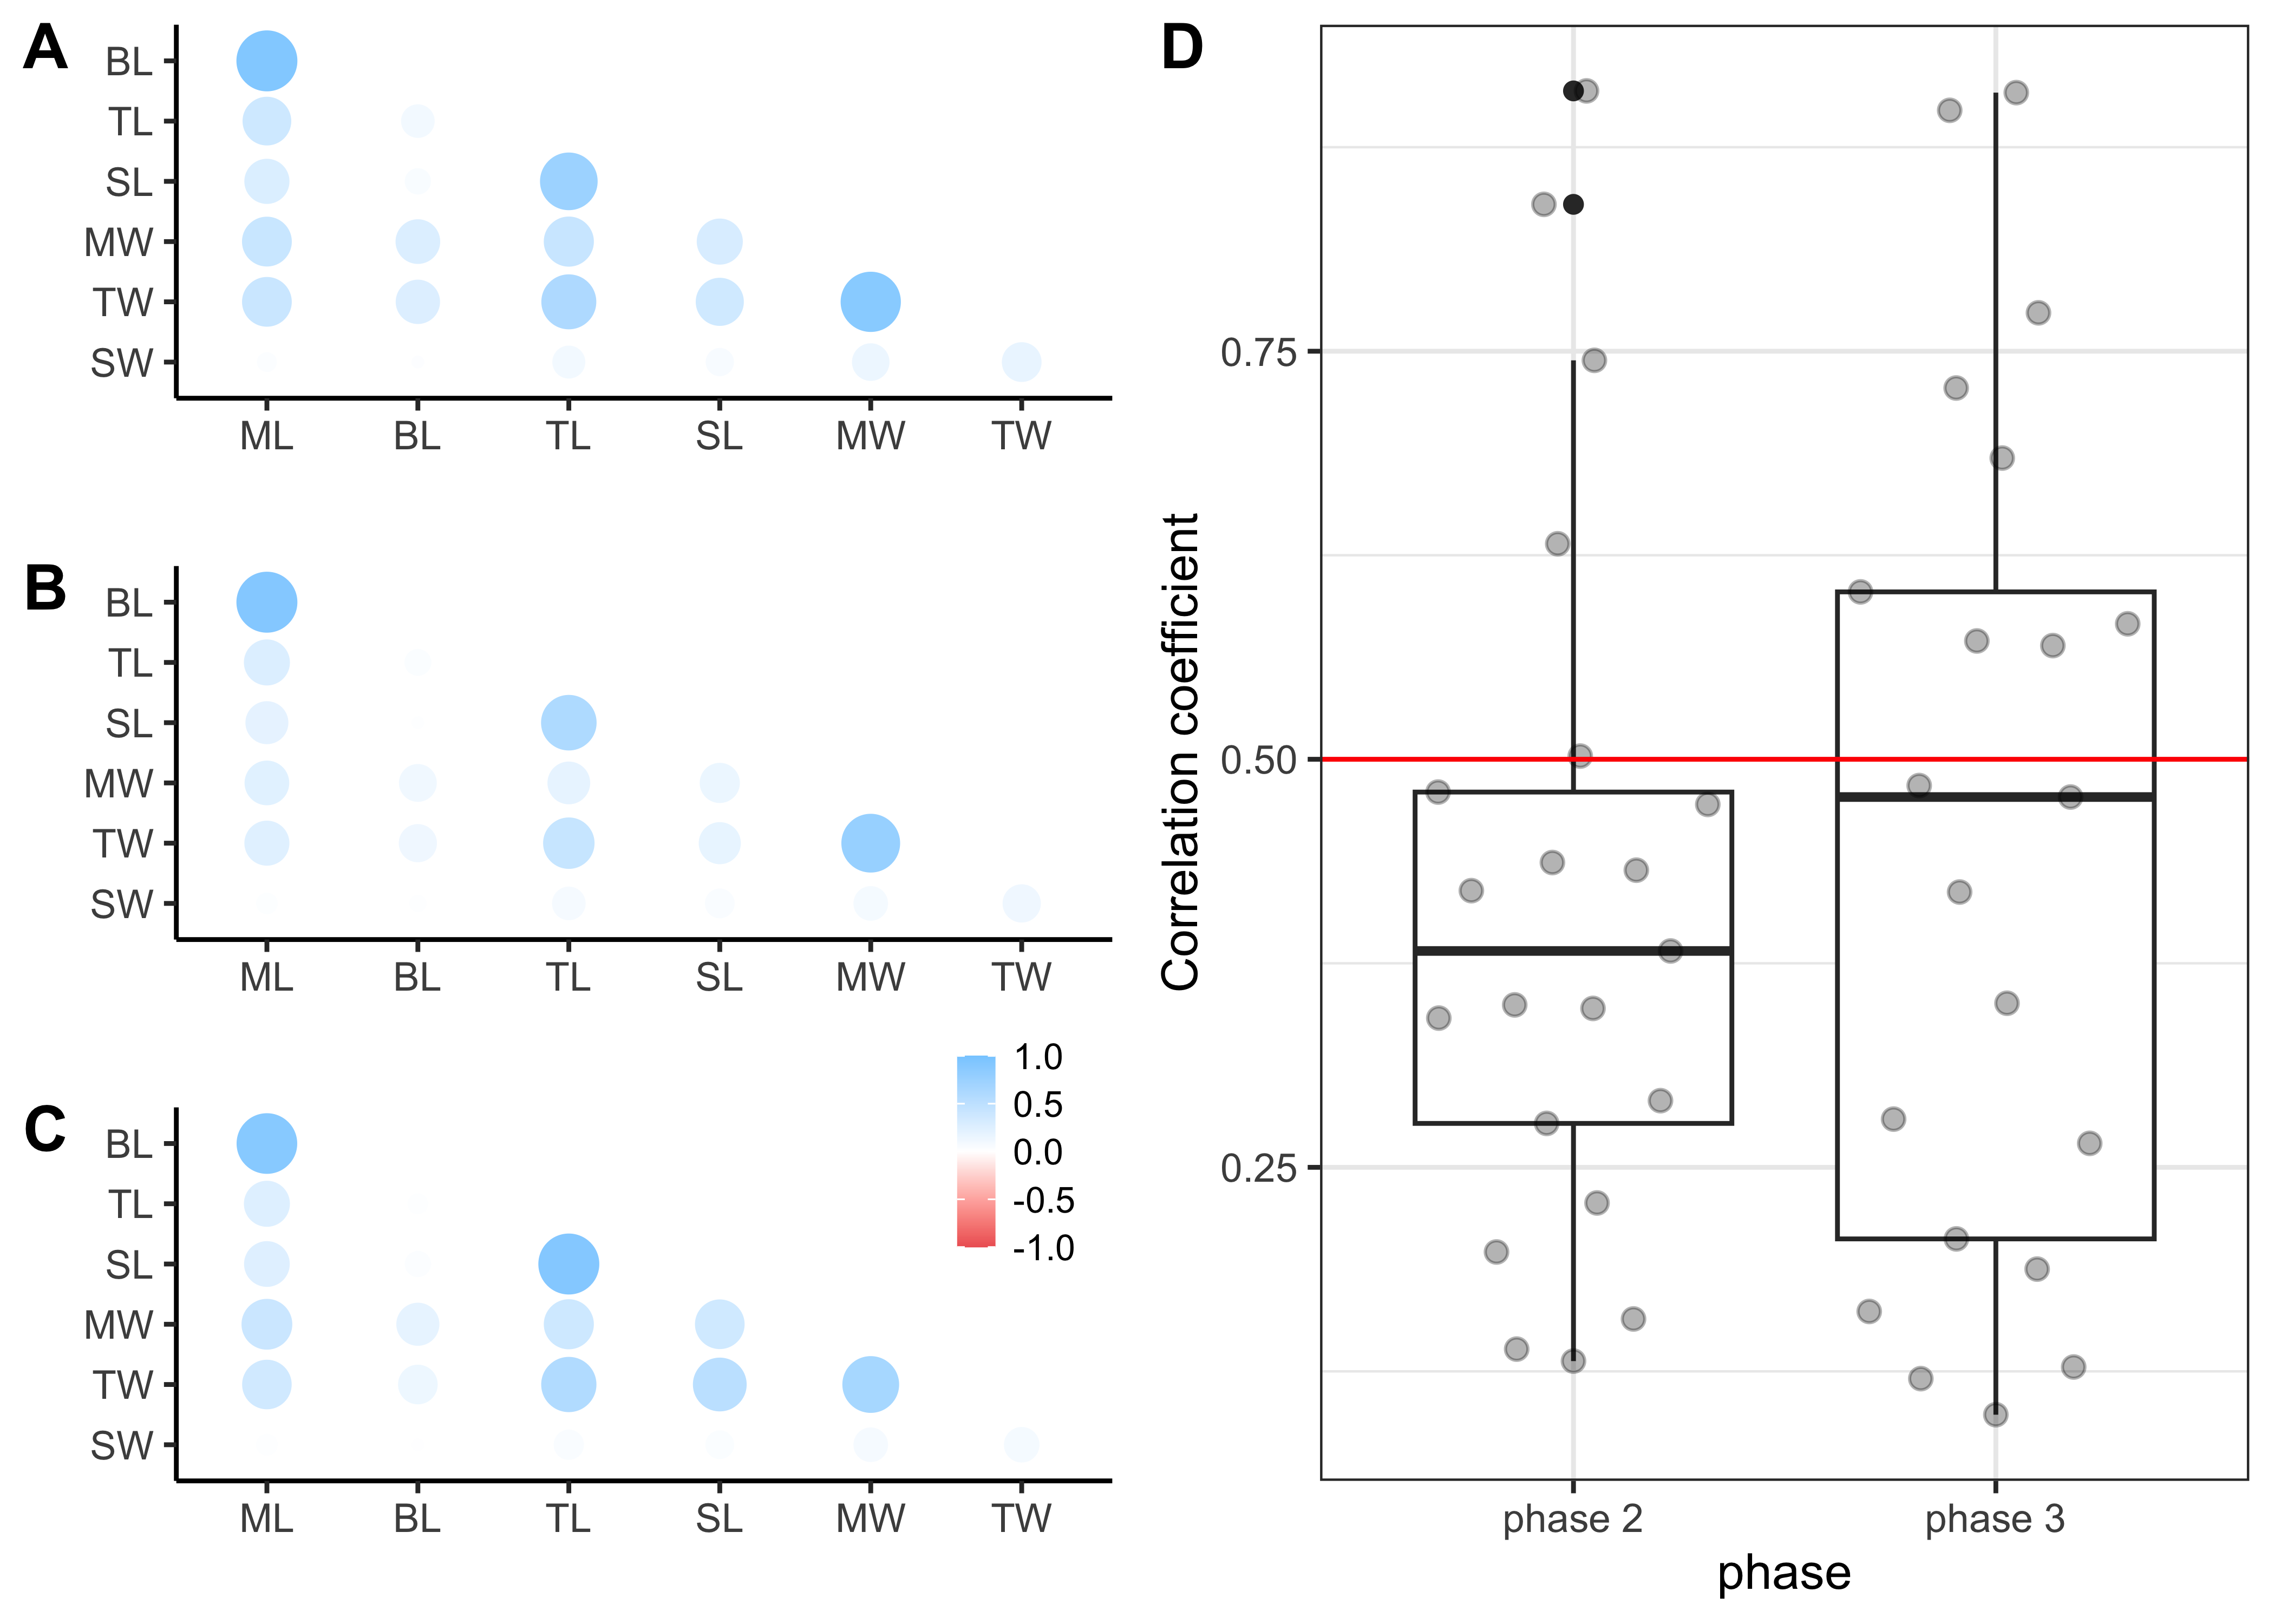 A
BL
TL
SL
MW
TW
SW
ML BL TL SL MW TW
B
BL
TL
SL
MW
TW
SW
ML BL TL SL MW TW
1.0
0.5
0.0
-0.5
-1.0
C
BL
TL
SL
MW
TW
SW
ML BL TL SL MW TW
D
Correlation coefficient
0.75
0.50
0.25
phase 2 phase 3
phase